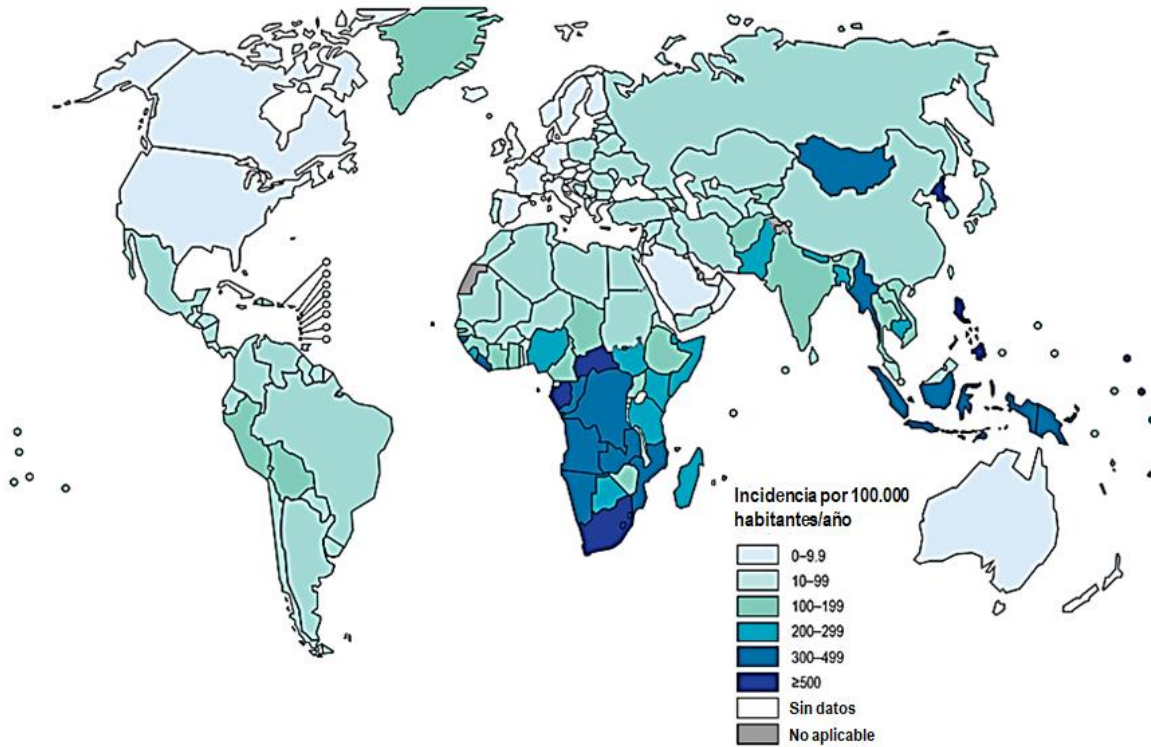 Incidencia por 100.000
habitantes/año
0–9.9
10–99
100–199
200–299
300–499
≥500
Sin datos
No aplicable